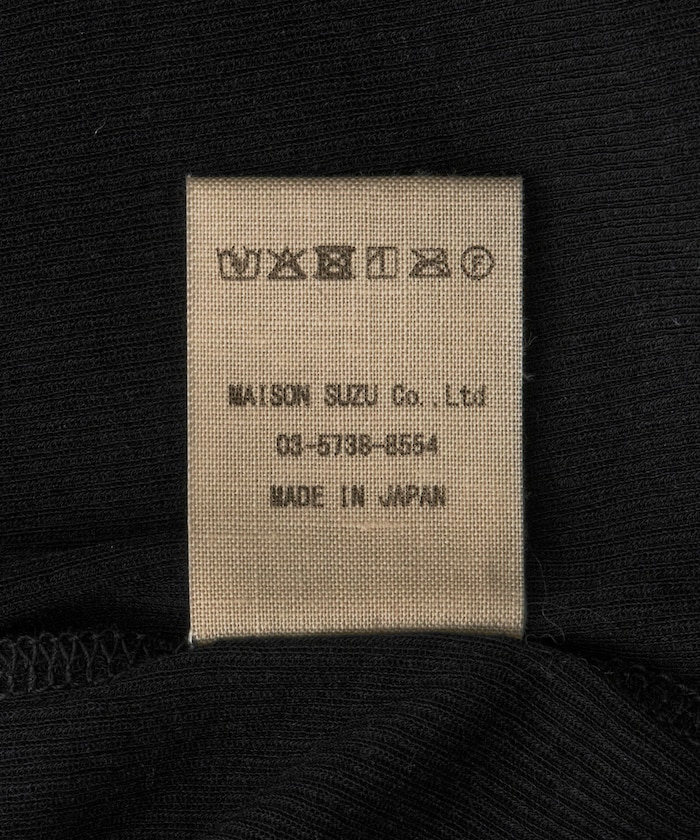 MAISON SUZU Co.,Ltd
03-5738-8554
MADE IN JAPAN